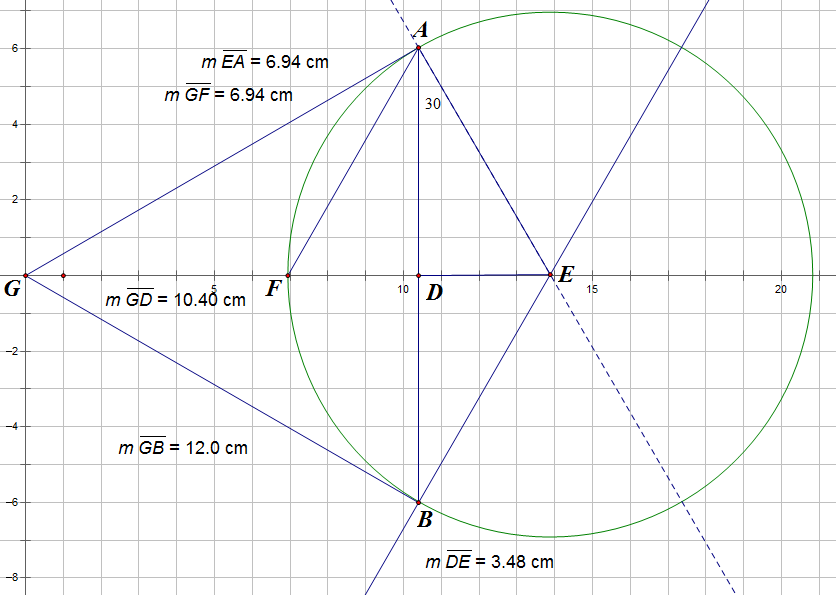 A
6
m EA = 6.94 cm
m GF = 6.94 cm
30
4
2
G
F
D
E
5
10
15
20
m GD = 10.40 cm
−2
−4
m GB = 12.0 cm
−6
B
m DE = 3.48 cm
−8